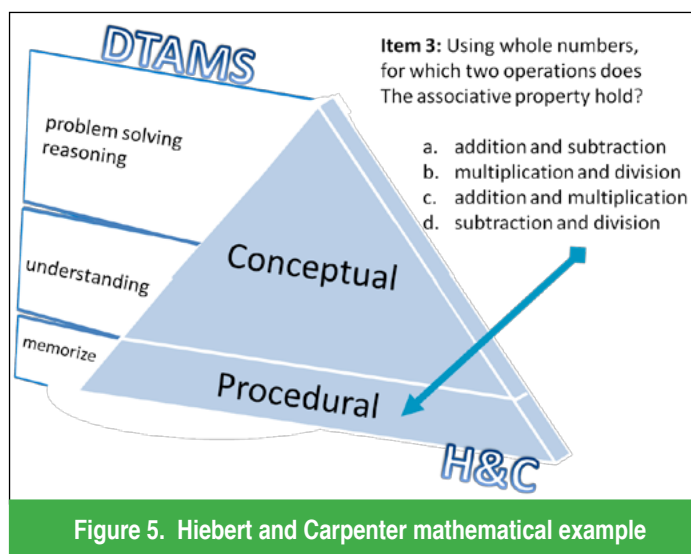 DTAMS
Item 3: Using whole numbers,
for which two operations does
The associative property hold?
a. addition and subtraction
b. multiplication and division
c. addition and multiplication
d. subtraction and division
problem solving
reasoning
understanding
memorize
Conceptual
Procedural
H&C
Figure 5. Hiebert and Carpenter mathematical example